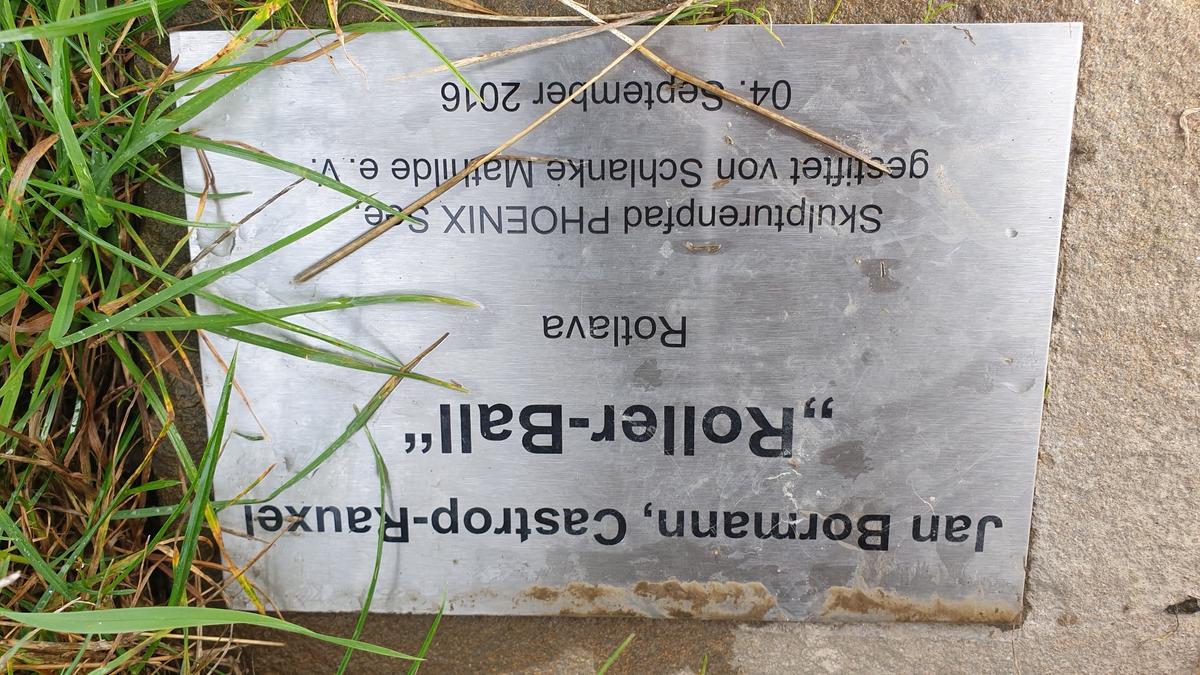 Jan Bormann, Castrop-Rauxel
„Roller-Ball“
Rotlava
Skulpturenpfad PHOENIX See,
gestiftet von Schlanke Mathilde e. V.
04. September 2016